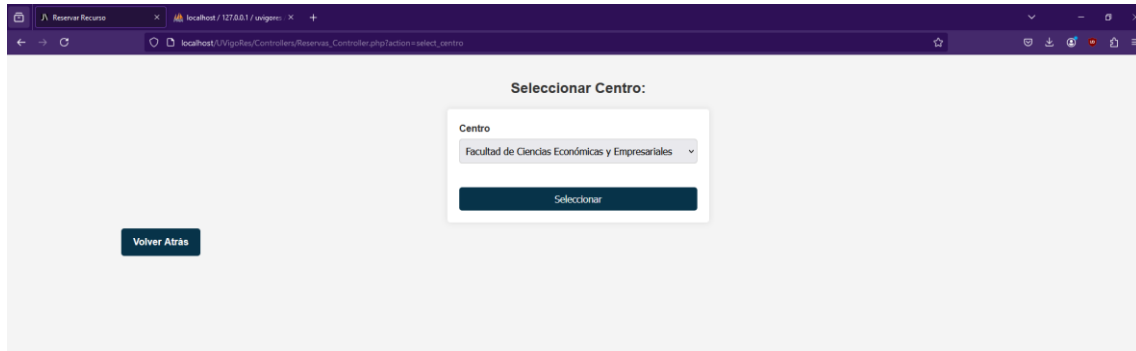 Reservar Recurso
localhost / 127.0.0.1 / uvigores
localhost/UVigoRes/Controllers/Reservas_Controller.php?action=select_centro
Seleccionar Centro:
Centro
Facultad de Ciencias Económicas y Empresariales
Seleccionar
Volver Atrás